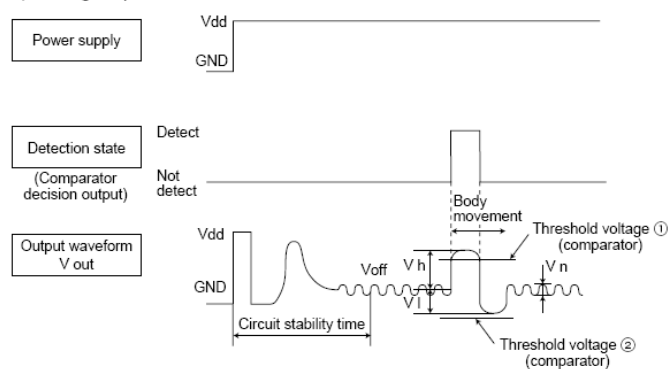 Power supply
Vdd
GND
Detection state
(Comparator
decision output)
Detect
Not
detect
Body
movement
Output waveform
V out
Vdd
GND
Voff
V h
V l
Threshold voltage ①
(comparator)
V n
Circuit stability time
Threshold voltage ②
(comparator)